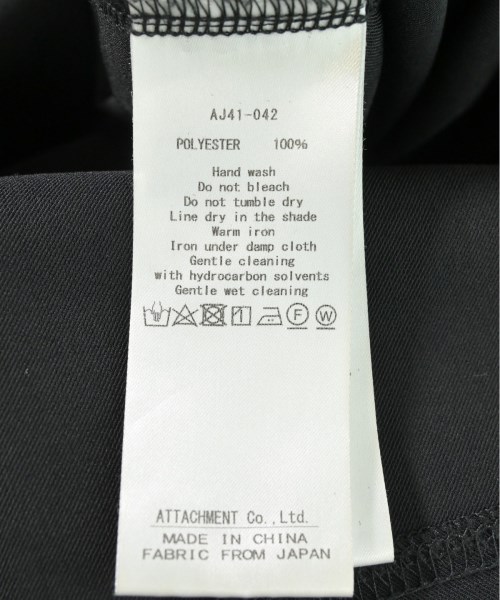 AJ41-042
POLYESTER 100%
Hand wash
Do not bleach
Do not tumble dry
Line dry in the shade
Warm iron
Iron under damp cloth
Gentle cleaning
with hydrocarbon solvents
Gentle wet cleaning
F W
ATTACHMENT Co., Ltd.
MADE IN CHINA
FABRIC FROM JAPAN